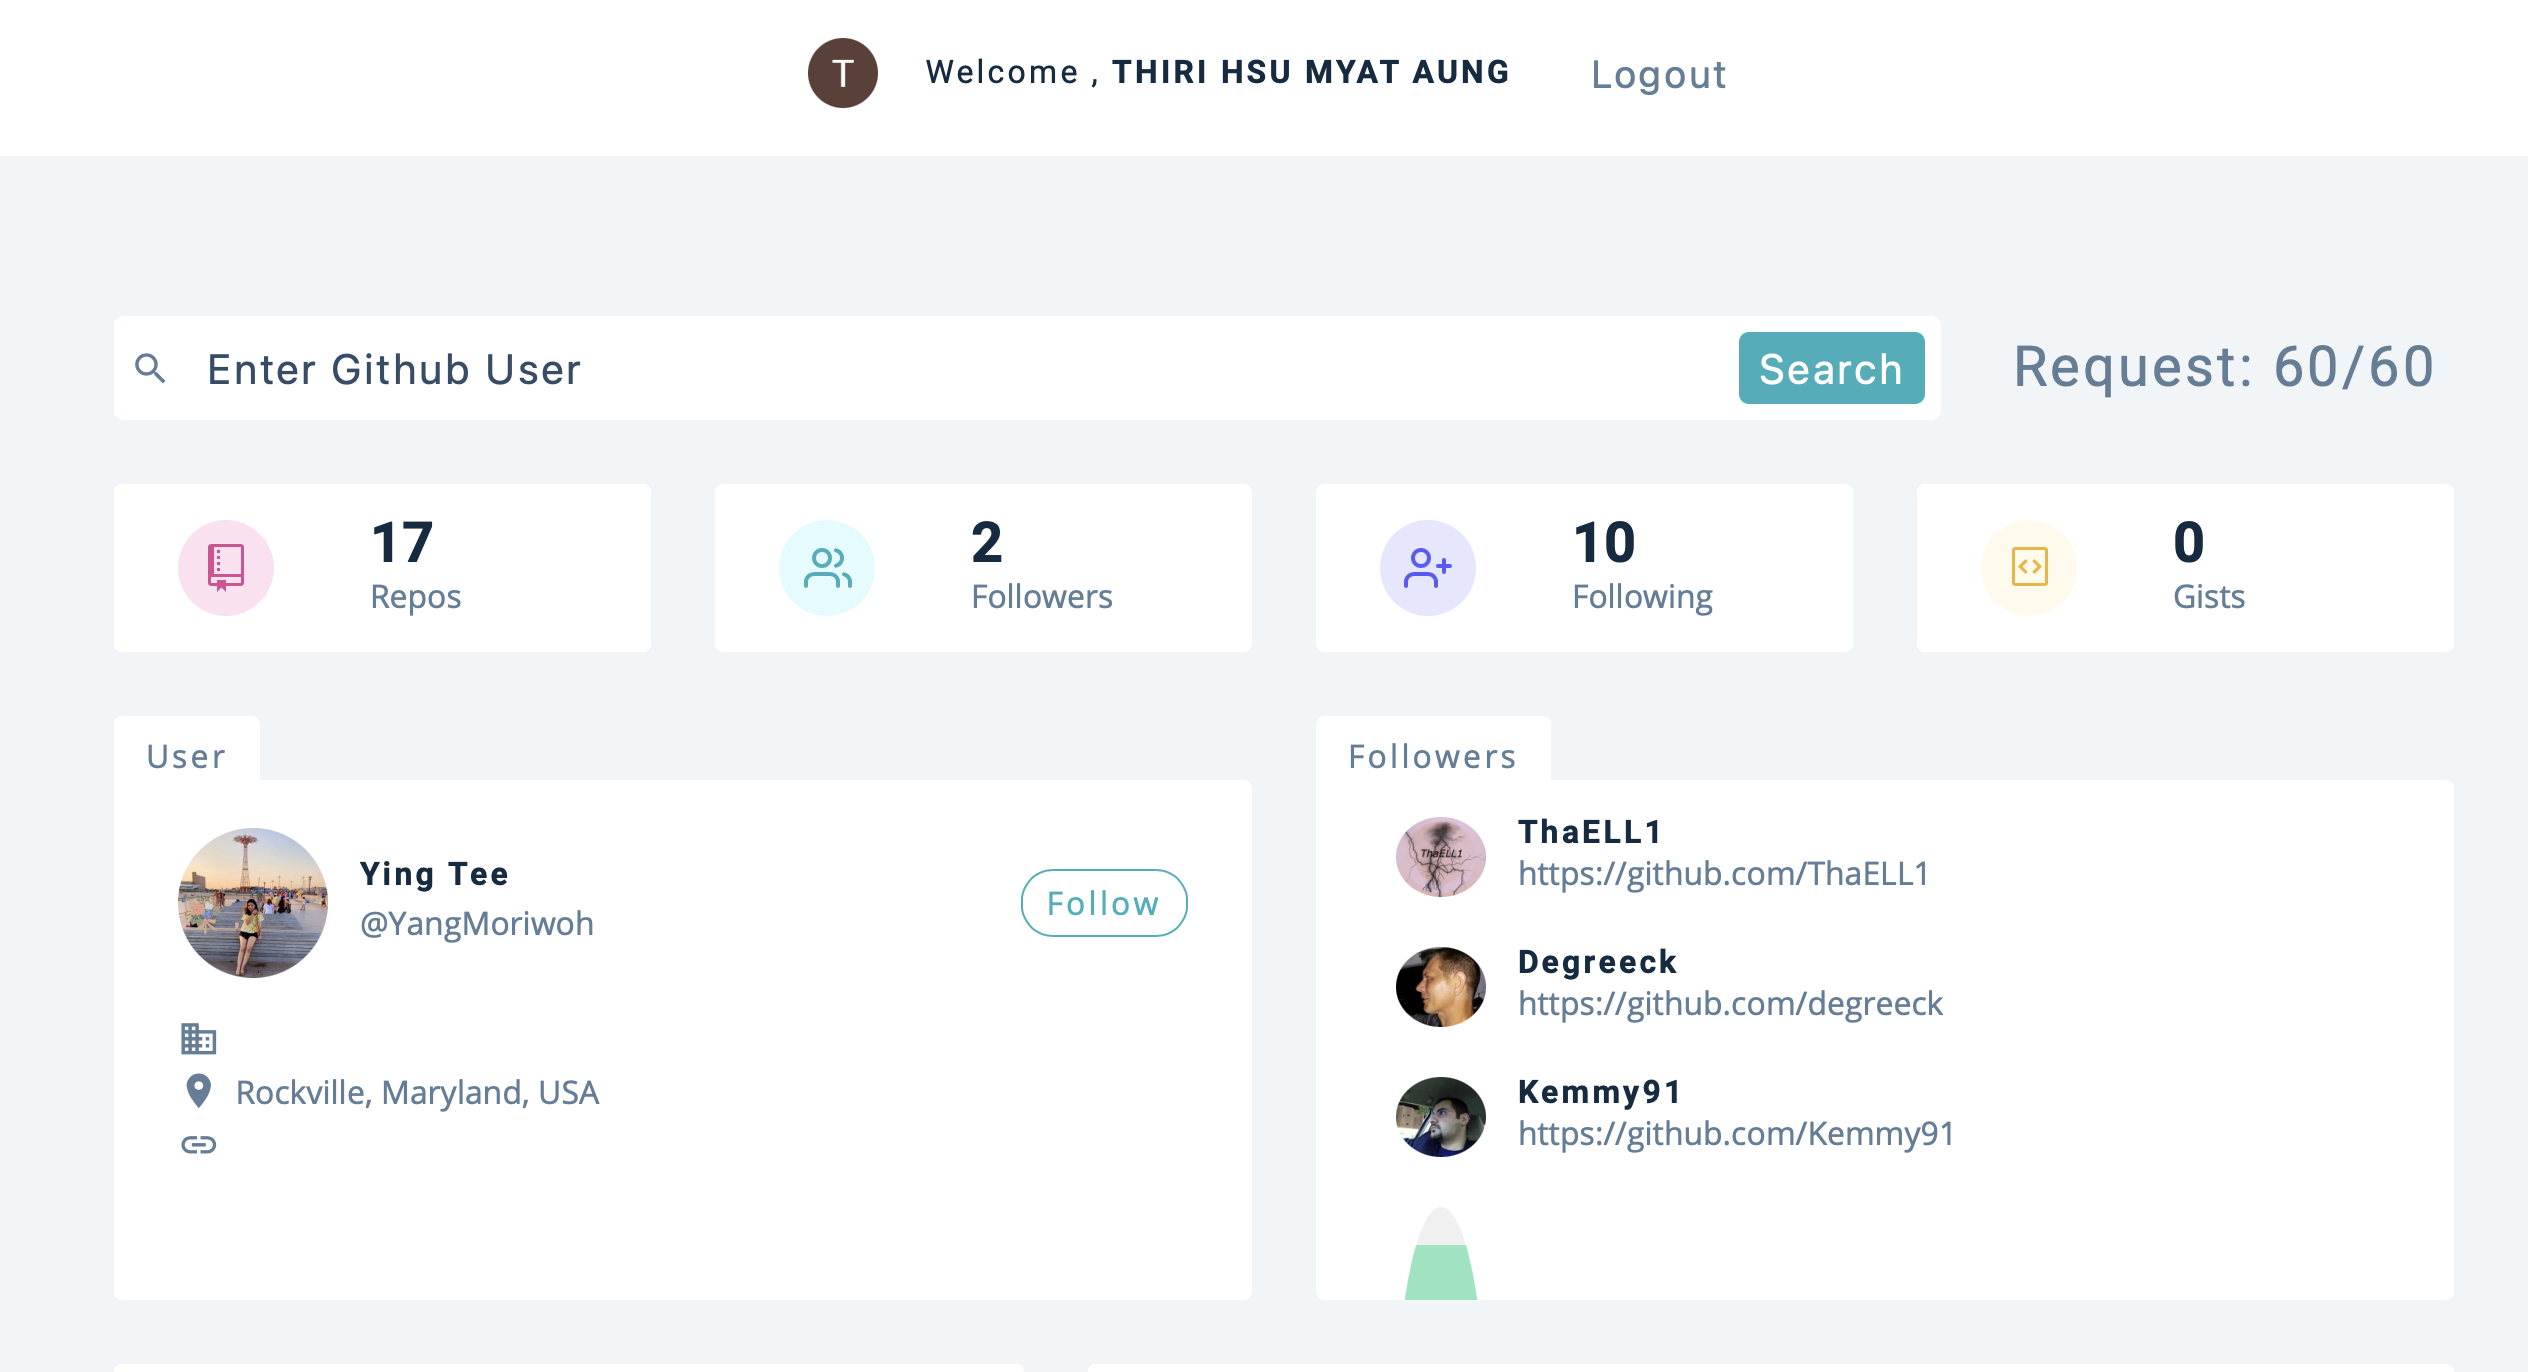 T
Welcome , THIRI HSU MYAT AUNG
Logout
Enter Github User
Search
Request: 60/60
17
Repos
2
Followers
10
Following
0
Gists
User
Ying Tee
@YangMoriwoh
Follow
Rockville, Maryland, USA
Followers
ThaELL1
ThaELL1
https://github.com/ThaELL1
Degreeck
https://github.com/degreeck
Kemmy91
https://github.com/Kemmy91